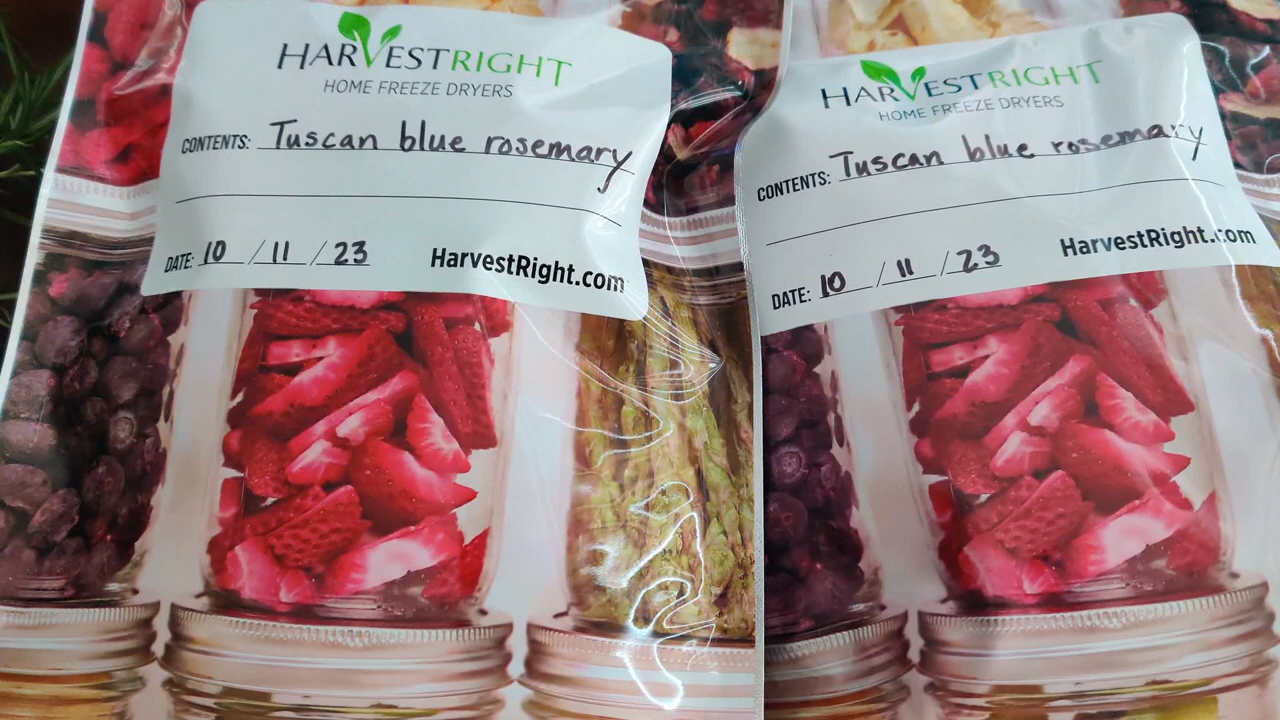 HARVESTRIGHT
HOME FREEZE DRYERS
CONTENTS: Tuscan blue rosemary
DATE: 10 / 11 / 23 HarvestRight.com
HARVESTRIGHT
HOME FREEZE DRYERS
CONTENTS: Tuscan blue rosemary
DATE: 10 / 11 / 23 HarvestRight.com